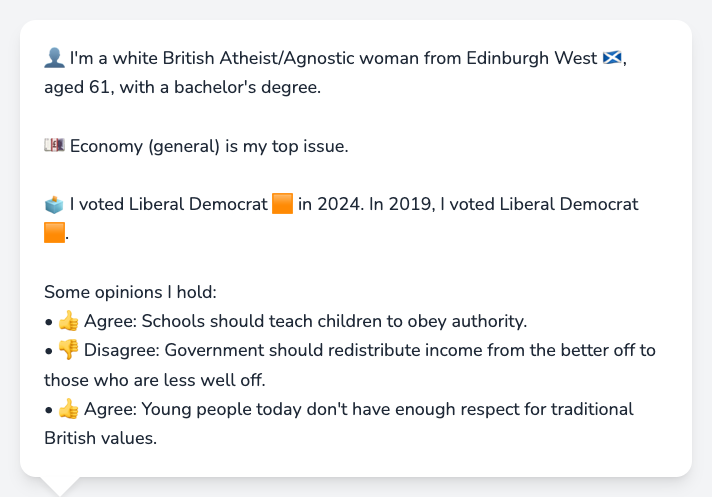 👤 I'm a white British Atheist/Agnostic woman from Edinburgh West 🏴󠁧󠁢󠁳󠁣󠁴󠁿,
aged 61, with a bachelor's degree.
💷 Economy (general) is my top issue.
🗳️ I voted Liberal Democrat 🟧 in 2024. In 2019, I voted Liberal Democrat
🟧.
Some opinions I hold:
• 👍 Agree: Schools should teach children to obey authority.
• 👎 Disagree: Government should redistribute income from the better off to
those who are less well off.
• 👍 Agree: Young people today don't have enough respect for traditional
British values.